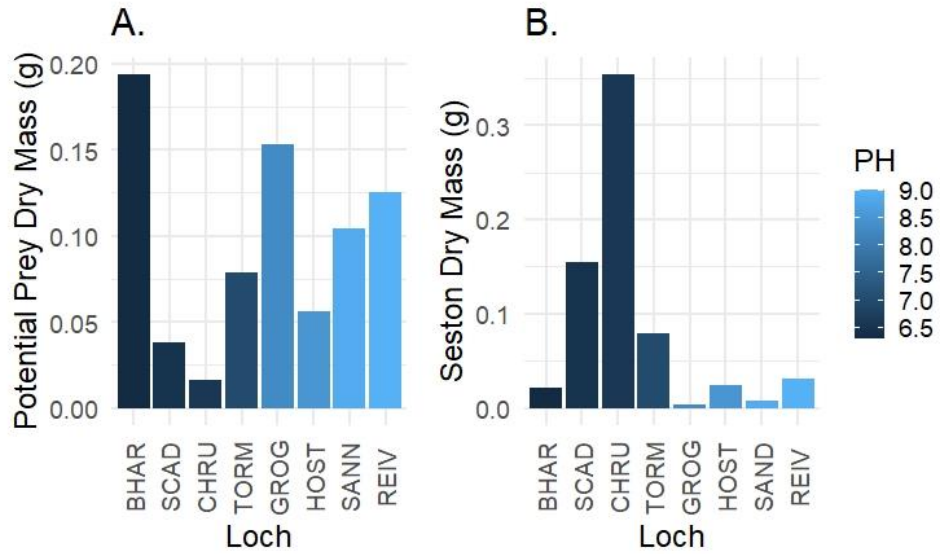 A.
Potential Prey Dry Mass (g)
0.20
0.15
0.10
0.05
0.00
BHAR
SCAD
CHRU
TORM
GROG
HOST
SANN
REIV
Loch
B.
Seston Dry Mass (g)
0.3
0.2
0.1
0.0
BHAR
SCAD
CHRU
TORM
GROG
HOST
SAND
REIV
Loch
PH
9.0
8.5
8.0
7.5
7.0
6.5